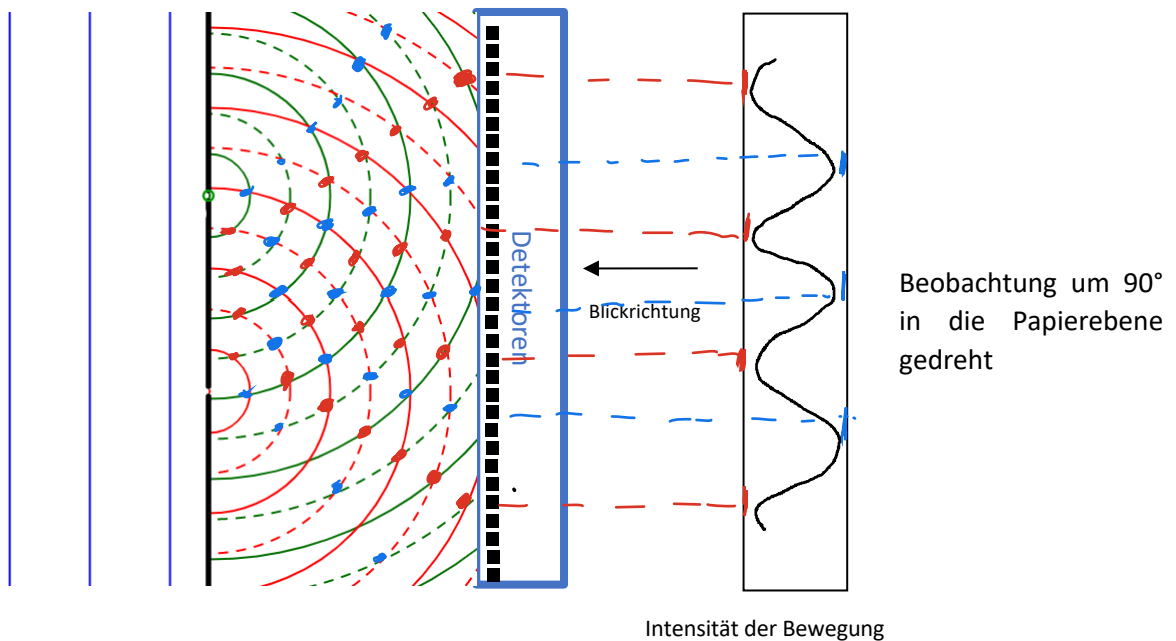 Detektoren
Blickrichtung
Beobachtung um 90°
in die Papierebene
gedreht
Intensität der Bewegung